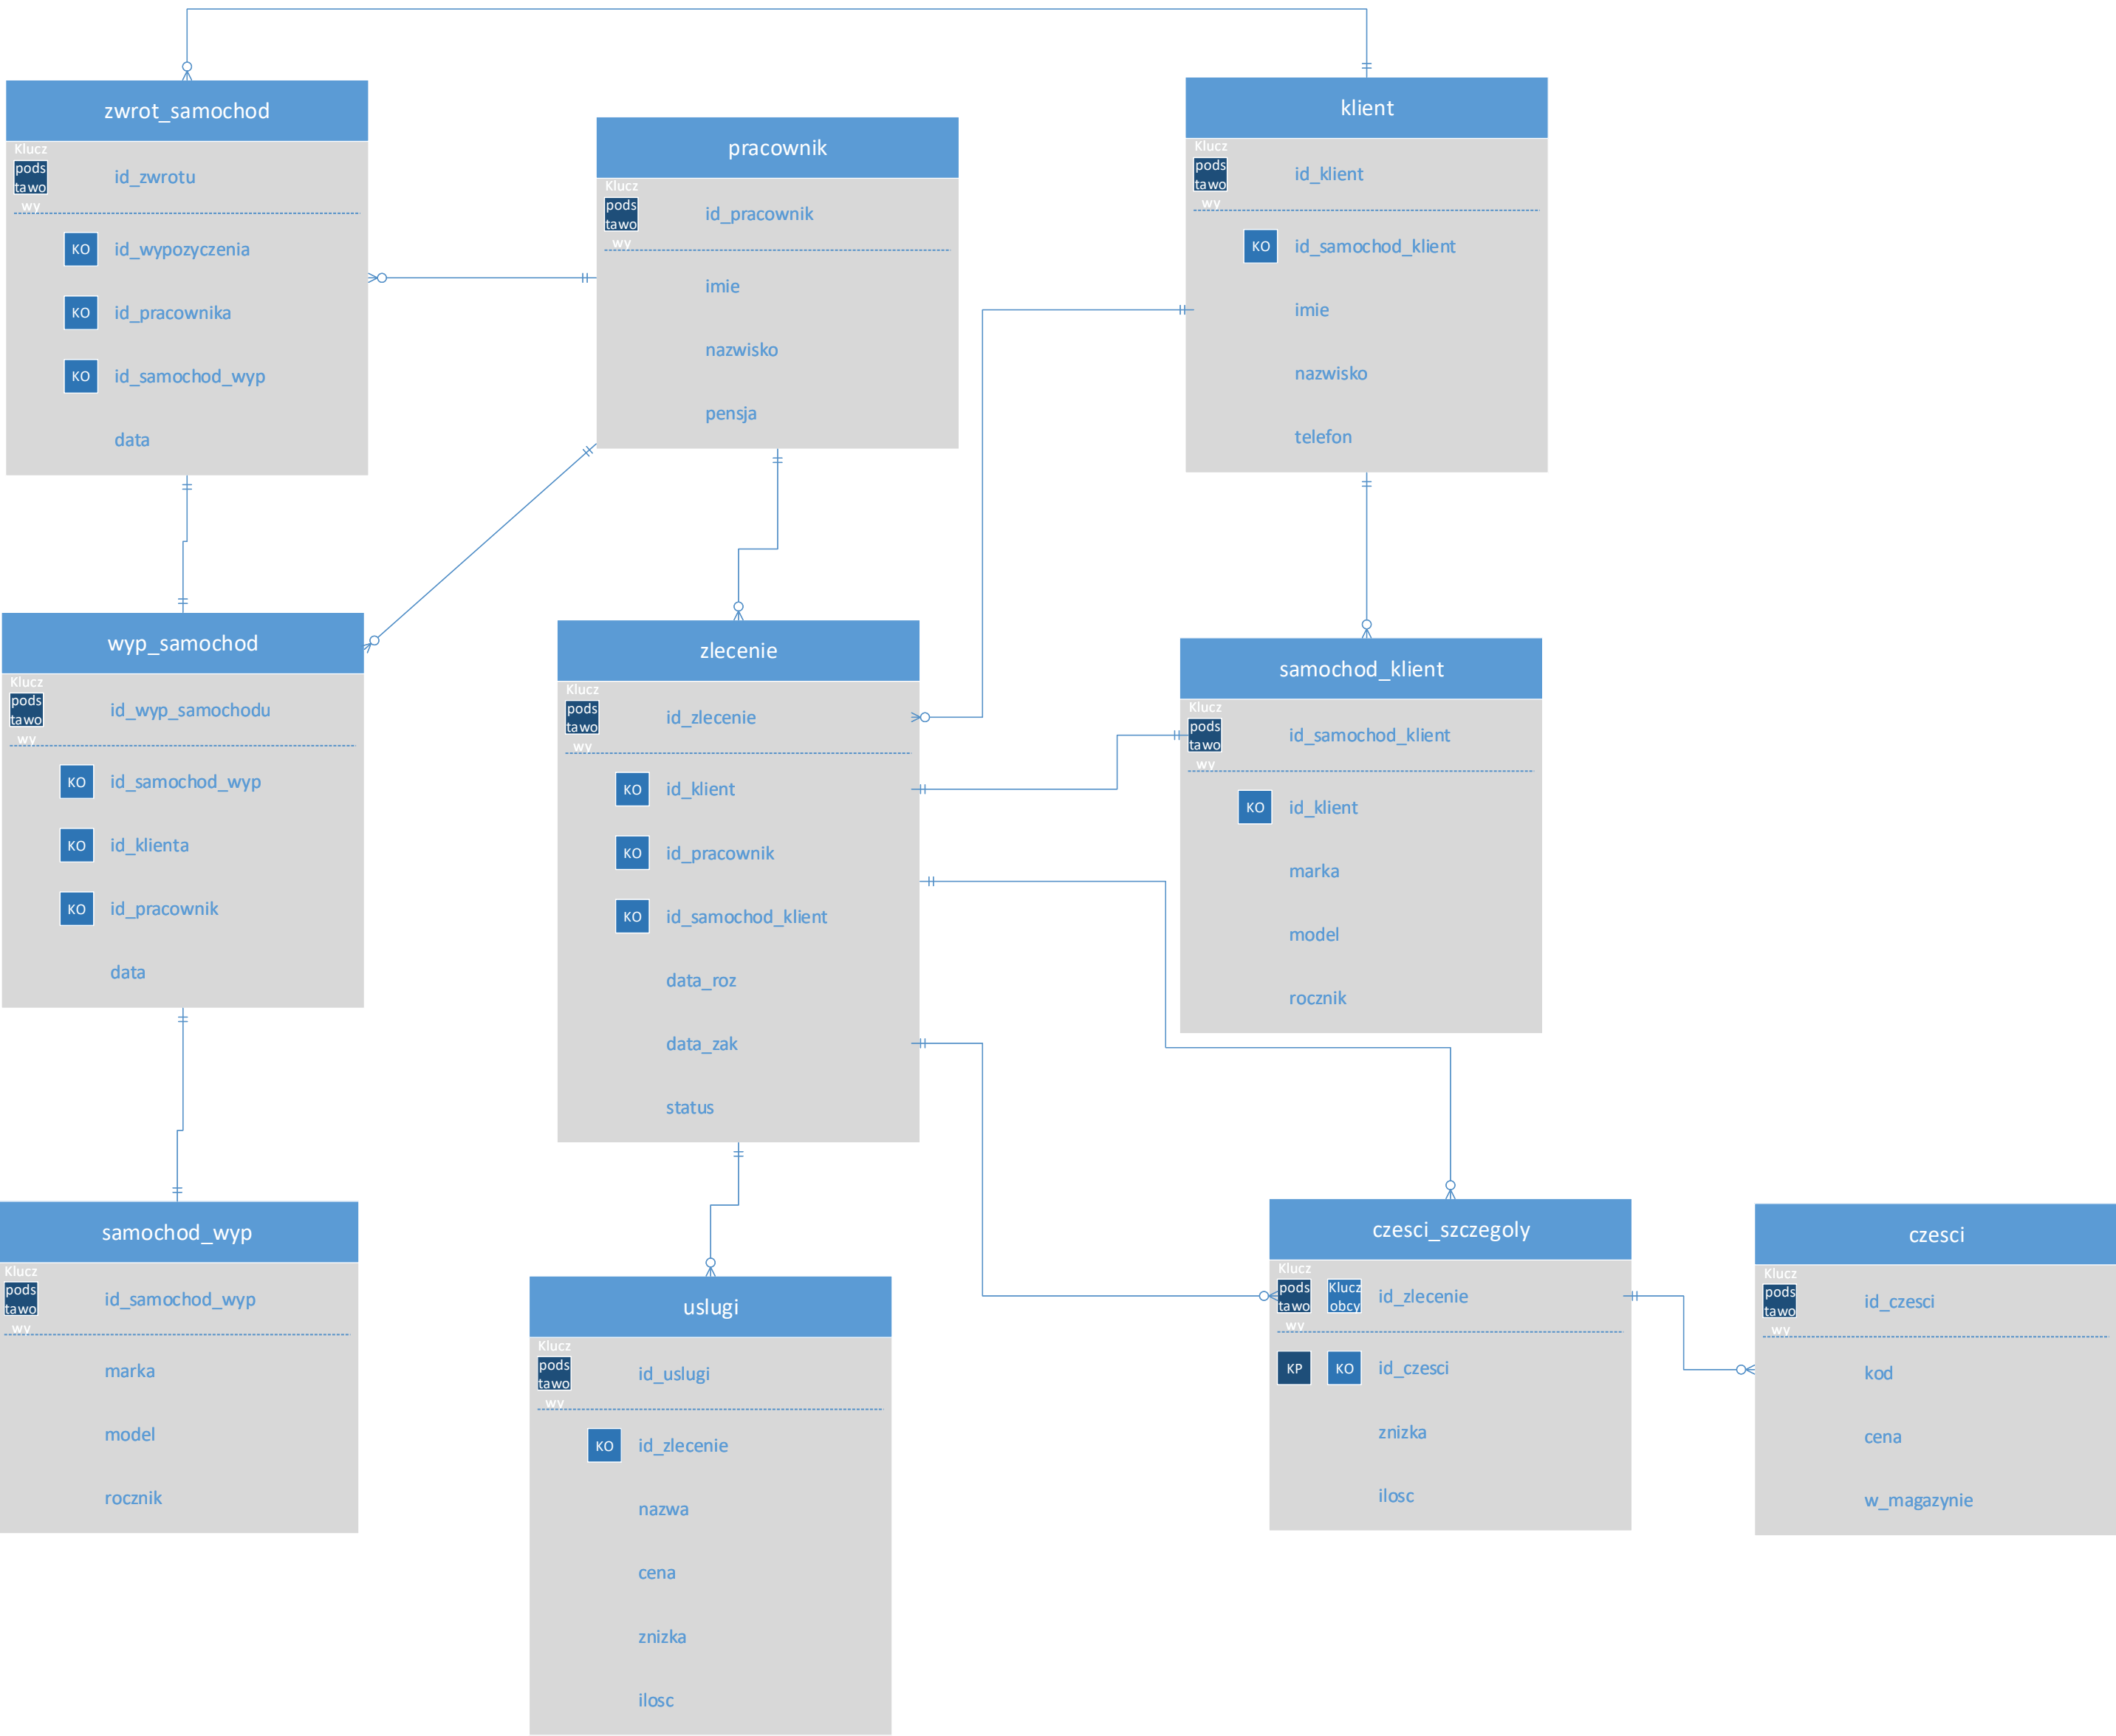 zwrot_samochod
Klucz
pods
tawo
wy
id_zwrotu
KO id_wypozyczenia
KO id_pracownika
KO id_samochod_wyp
data
pracownik
Klucz
pods
tawo
wy
id_pracownik
imie
nazwisko
pensja
klient
Klucz
pods
tawo
wy
id_klient
KO id_samochod_klient
imie
nazwisko
telefon
wyp_samochod
Klucz
pods
tawo
wy
id_wyp_samochodu
KO id_samochod_wyp
KO id_klienta
KO id_pracownik
data
zlecenie
Klucz
pods
tawo
wy
id_zlecenie
KO id_klient
KO id_pracownik
KO id_samochod_klient
data_roz
data_zak
status
samochod_klient
Klucz
pods
tawo
wy
id_samochod_klient
KO id_klient
marka
model
rocznik
samochod_wyp
Klucz
pods
tawo
wy
id_samochod_wyp
marka
model
rocznik
uslugi
Klucz
pods
tawo
wy
id_uslugi
KO id_zlecenie
nazwa
cena
znizka
ilosc
czesci_szczegoly
Klucz
pods
tawo
wy
Klucz
obcy
id_zlecenie
KP KO id_czesci
znizka
ilosc
czesci
Klucz
pods
tawo
wy
id_czesci
kod
cena
w_magazynie